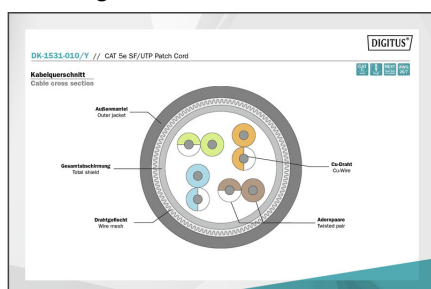 DIGITUS®
DK-1531-010/Y // CAT 5e SF/UTP Patch Cord
Kabelquerschnitt
Cable cross section
Außenmantel
Outer jacket
Gesamtabschirmung
Total shield
Drahtgeflecht
Wire mesh
Cu-Draht
Cu-Wire
Adernpaare
Twisted pair